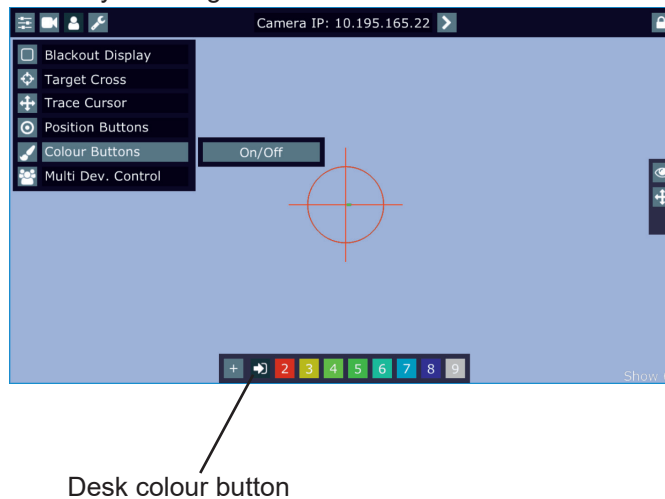 Camera IP: 10.195.165.22
Blackout Display
Target Cross
Trace Cursor
Position Buttons
Colour Buttons
On/Off
Multi Dev. Control
+ 2 3 4 5 6 7 8 9
Show
Desk colour button